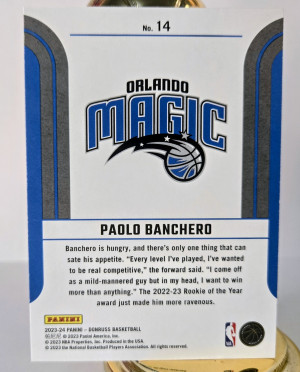 No. 14
ORLANDO
MAGIC
PAOLO BANCHERO
Banchero is hungry, and there's only one thing that can
sate his appetite. "Every level I've played, I've wanted
to be real competitive," the forward said. "I come off
as a mild-mannered guy but in my head, I want to win
more than anything." The 2022-23 Rookie of the Year
award just made him more ravenous.
PANINI
2023-24 PANINI - DONRUSS BASKETBALL
© 2023 Panini America, Inc.
© 2023 NBA Properties, Inc. Produced in the USA.
© 2023 National Basketball Players Association. All rights reserved.